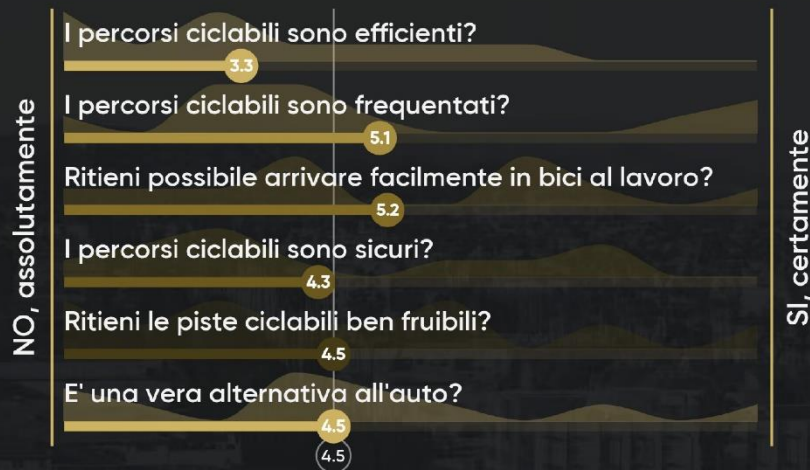 I percorsi ciclabili sono efficienti?
3.3
I percorsi ciclabili sono frequentati?
5.1
Ritieni possibile arrivare facilmente in bici al lavoro?
5.2
I percorsi ciclabili sono sicuri?
4.3
Ritieni le piste ciclabili ben fruibili?
4.5
E' una vera alternativa all'auto?
4.5
4.5
NO, assolutamente
SI, certamente